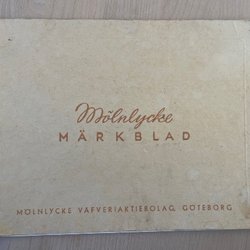 Mölnlycke
MÄRKBLAD
MÖLNLYCKE VÄFVERIAKTIEBOLAG, GÖTEBORG